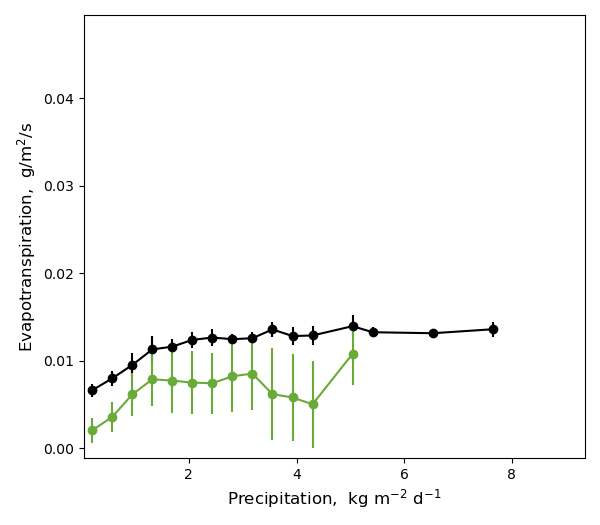 0.04
0.03
0.02
0.01
0.00
Evapotranspiration, g/m²/s
2 4 6 8
Precipitation, kg m⁻² d⁻¹